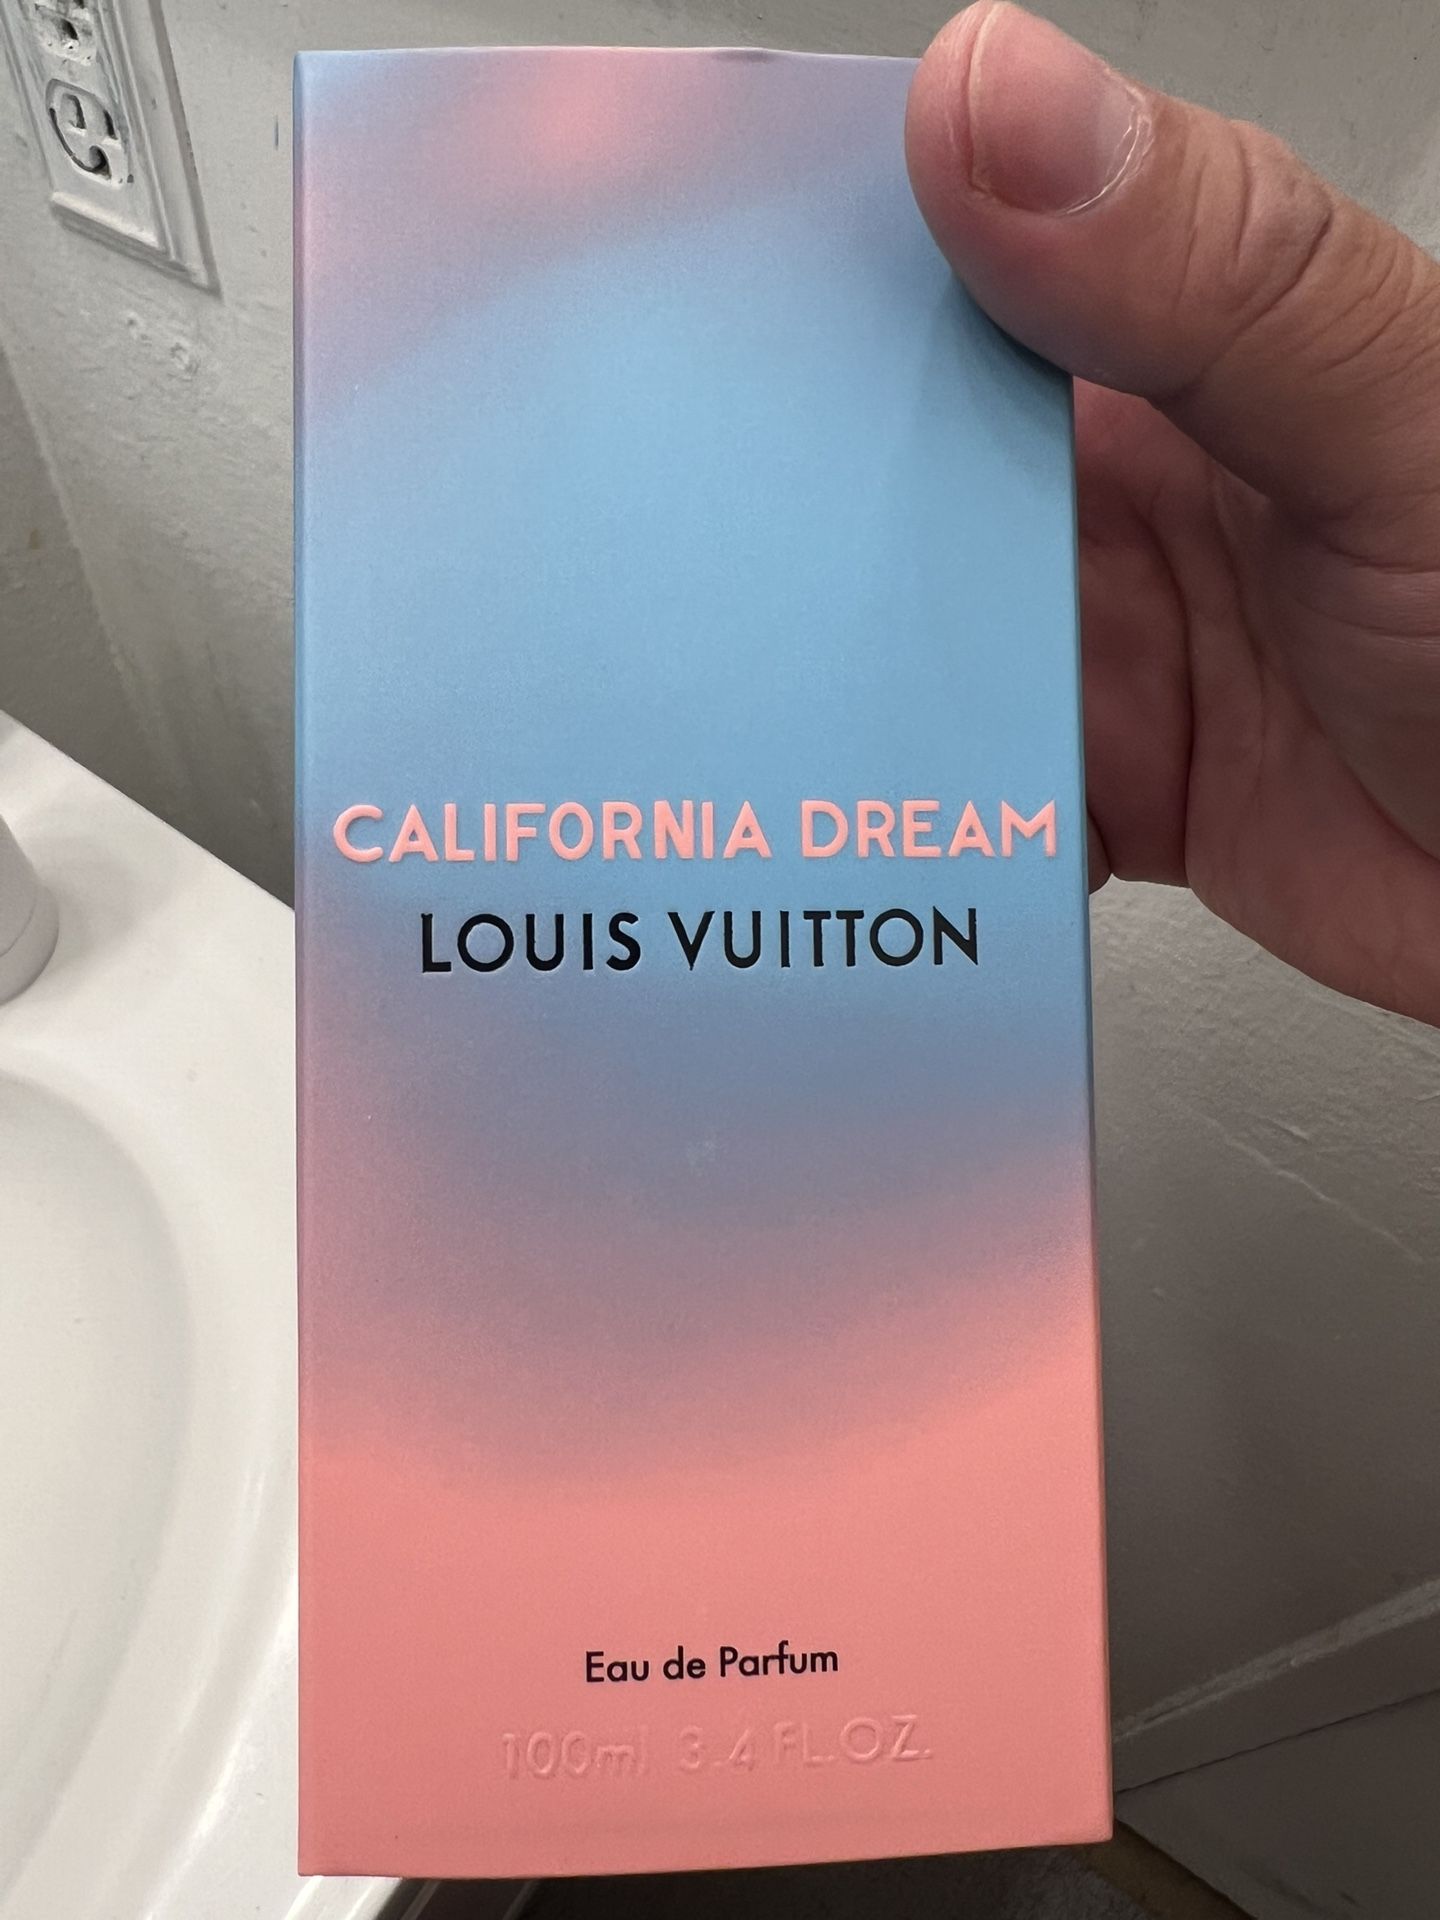 CALIFORNIA DREAM
LOUIS VUITTON
Eau de Parfum
100ml 3.4 FL.OZ.